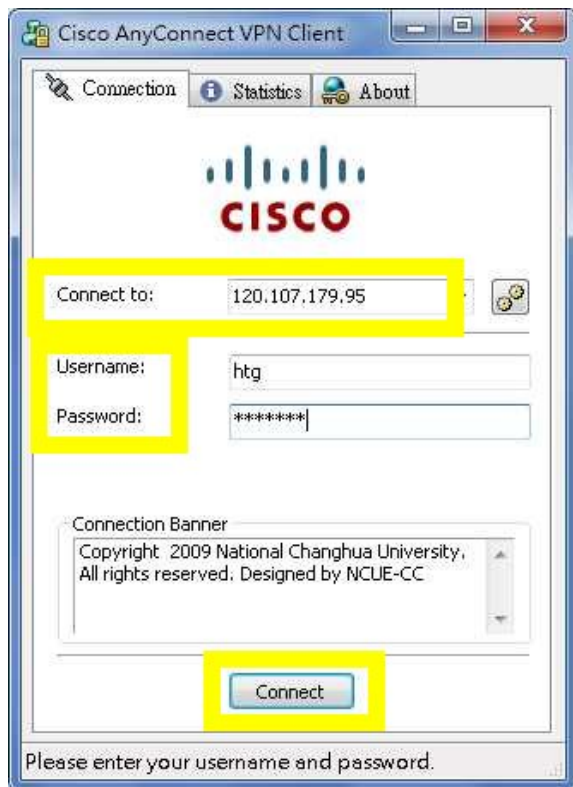 Cisco AnyConnect VPN Client
Connection Statistics About
CISCO
Connect to: 120.107.179.95
Username: htg
Password: *******
Connection Banner
Copyright 2009 National Changhua University.
All rights reserved. Designed by NCUE-CC
Connect
Please enter your username and password.